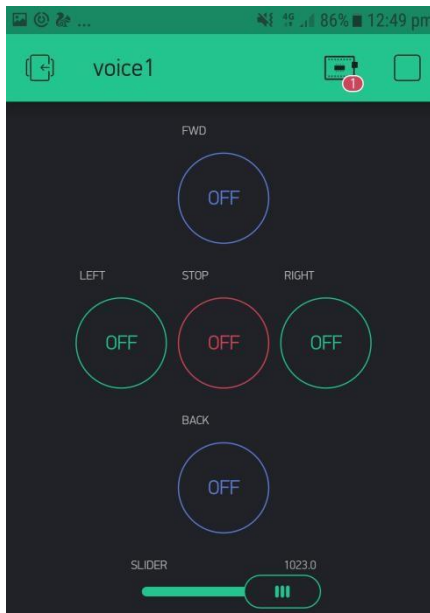 ... 4G 86% 12:49 pm
voice1
1
FWD
OFF
LEFT STOP RIGHT
OFF OFF OFF
BACK
OFF
SLIDER 1023.0